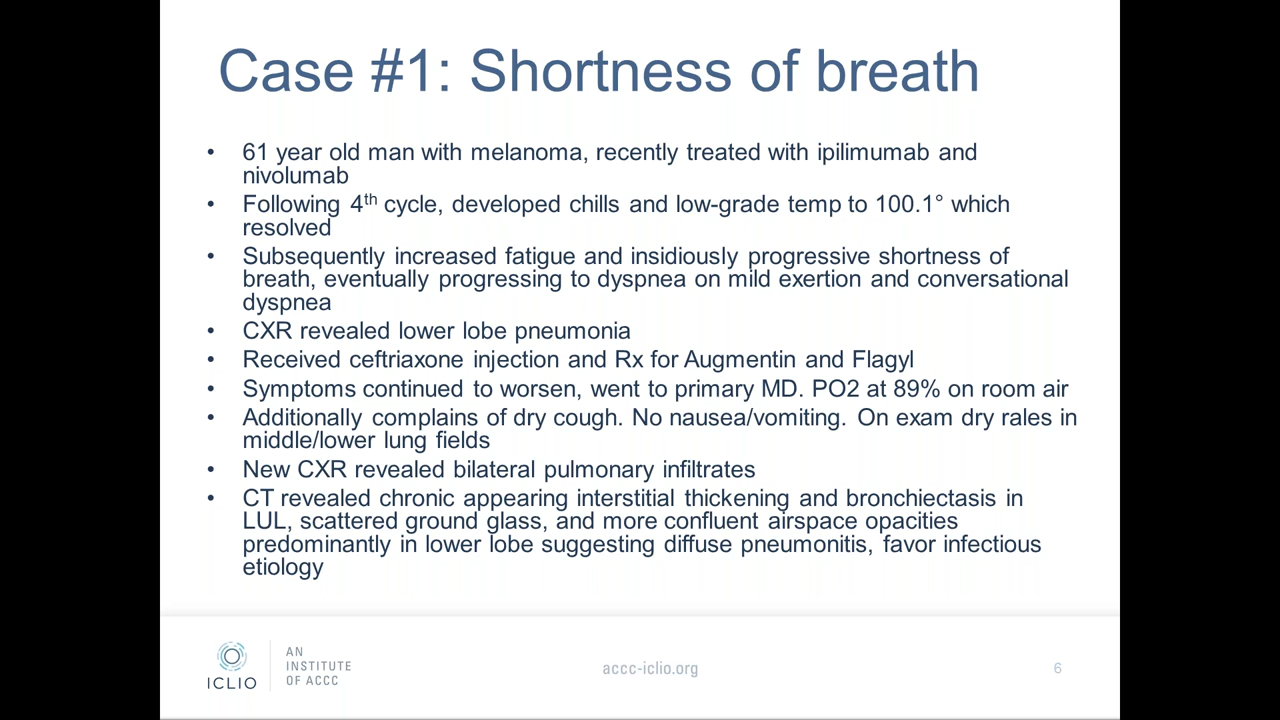 Case #1: Shortness of breath
• 61 year old man with melanoma, recently treated with ipilimumab and
nivolumab
• Following 4th cycle, developed chills and low-grade temp to 100.1° which
resolved
• Subsequently increased fatigue and insidiously progressive shortness of
breath, eventually progressing to dyspnea on mild exertion and conversational
dyspnea
• CXR revealed lower lobe pneumonia
• Received ceftriaxone injection and Rx for Augmentin and Flagyl
• Symptoms continued to worsen, went to primary MD. PO2 at 89% on room air
• Additionally complains of dry cough. No nausea/vomiting. On exam dry rales in
middle/lower lung fields
• New CXR revealed bilateral pulmonary infiltrates
• CT revealed chronic appearing interstitial thickening and bronchiectasis in
LUL, scattered ground glass, and more confluent airspace opacities
predominantly in lower lobe suggesting diffuse pneumonitis, favor infectious
etiology
ICLIO
AN
INSTITUTE
OF ACCC
accc-iclio.org
6